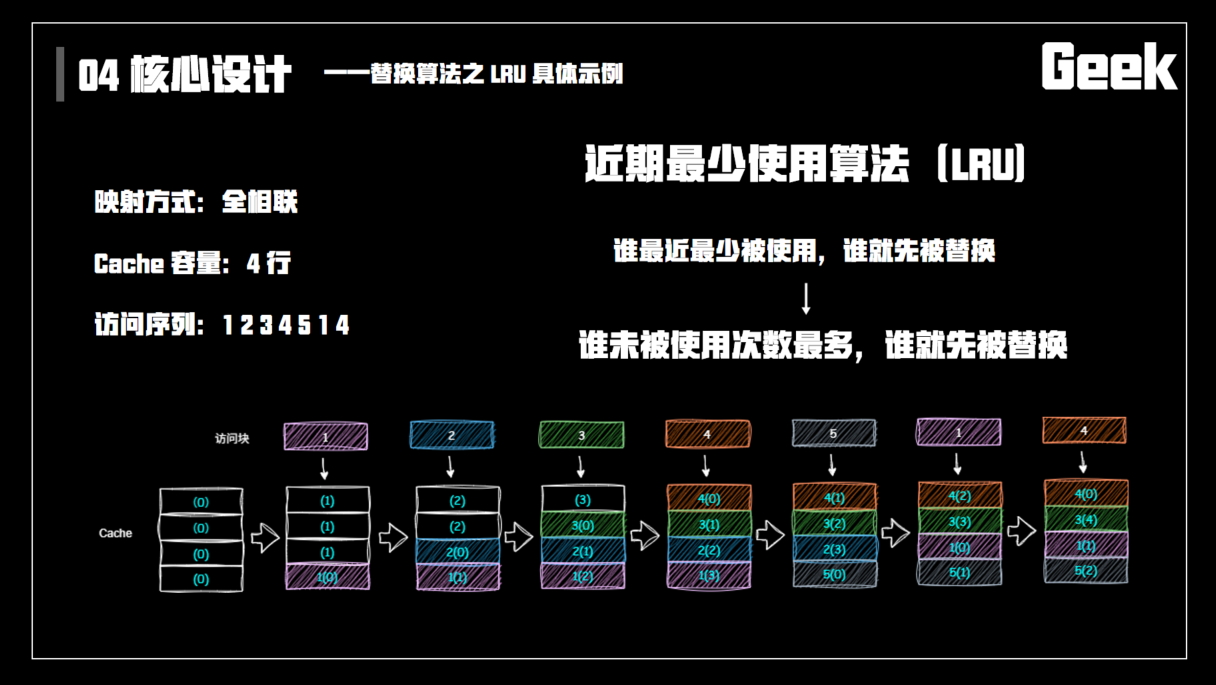 04 核心设计 ——替换算法之 LRU 具体示例
Geek
近期最少使用算法（LRU）
映射方式：全相联
谁最近最少被使用，谁就先被替换
Cache 容量：4 行
访问序列：1 2 3 4 5 1 4
谁未被使用次数最多，谁就先被替换
访问块 1 2 3 4 5 1 4
(0) (1) (2) (3) 4(0) 4(1) 4(2) 4(0)
(0) (1) (2) 3(0) 3(1) 3(2) 3(3) 3(4)
Cache
(0) (1) 2(0) 2(1) 2(2) 2(3) 1(0) 1(1)
(0) 1(0) 1(1) 1(2) 1(3) 5(0) 5(1) 5(2)